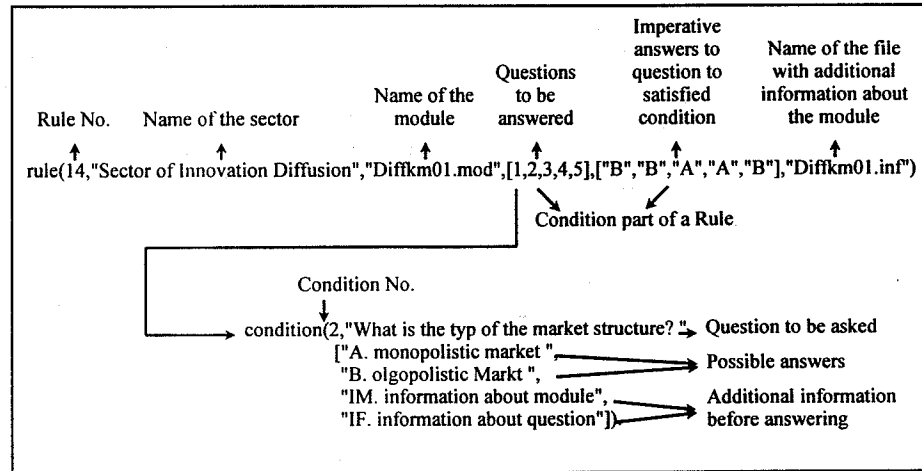 Imperative
answers to
question to
satisfied
condition
Name of the file
with additional
information about
the module
Questions
to be
answered
Name of the
module
Rule No.
Name of the sector
rule(14,"Sector of Innovation Diffusion","Diffkm01.mod",[1,2,3,4,5],["B","B","A","A","B"],"Diffkm01.inf")
Condition part of a Rule
Condition No.
condition(2,"What is the typ of the market structure? ",
Question to be asked
["A. monopolistic market ",
"B. olgopolistic Markt ",
Possible answers
"IM. information about module",
"IF. information about question"])
Additional information
before answering